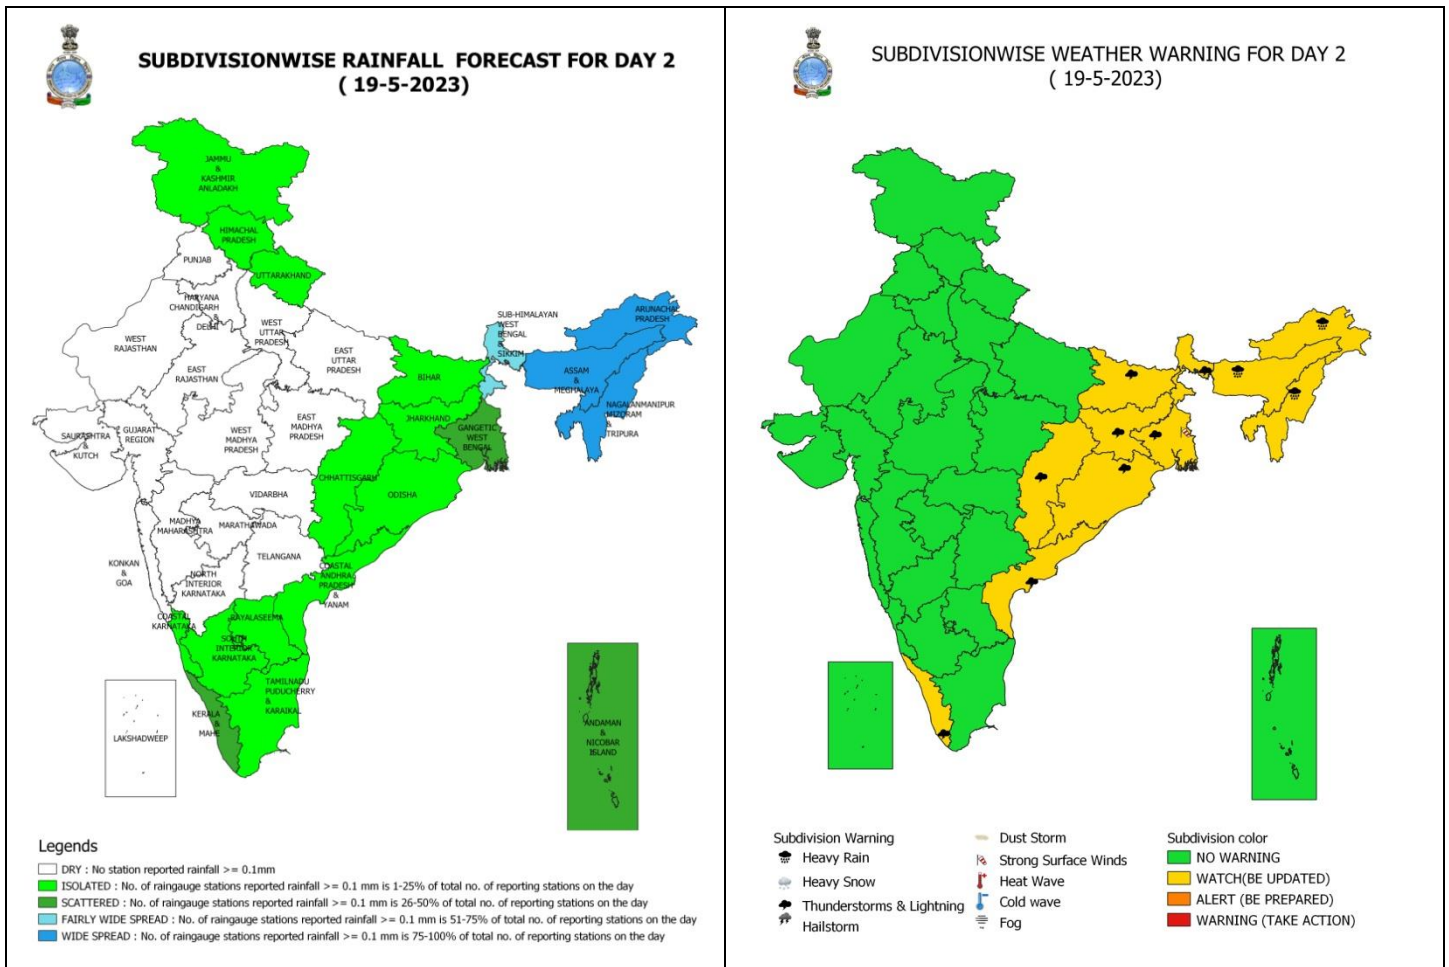 SUBDIVISIONWISE RAINFALL FORECAST FOR DAY 2
( 19-5-2023)
JAMMU
&
KASHMIR
ANLADAKH
HIMACHAL
PRADESH
PUNJAB
UTTARAKHAND
HARYANA
CHANDIGARH
&
DELHI
WEST
RAJASTHAN
WEST
UTTAR
PRADESH
EAST
RAJASTHAN
EAST
UTTAR
PRADESH
SUB-HIMALAYAN
WEST
BENGAL
&
SIKKIM
ARUNACHAL
PRADESH
ASSAM
&
MEGHALAYA
NAGALANMANIPUR
MIZORAM
&
TRIPURA
BIHAR
JHARKHAND
GANGETIC
WEST
BENGAL
SAURASHTRA
&
KUTCH
GUJARAT
REGION
WEST
MADHYA
PRADESH
EAST
MADHYA
PRADESH
CHHATTISGARH
ODISHA
VIDARBHA
MADHYA
MAHARASHTRA
MARATHAWADA
TELANGANA
KONKAN
&
GOA
NORTH
INTERIOR
KARNATAKA
COASTAL
ANDHRA
PRADESH
&
YANAM
COASTAL
KARNATAKA
RAYALASEEMA
SOUTH
INTERIOR
KARNATAKA
TAMILNADU
PUDUCHERRY
&
KARAIKAL
KERALA
&
MAHE
LAKSHADWEEP
ANDAMAN
&
NICOBAR
ISLAND
Legends
DRY : No station reported rainfall >= 0.1mm
ISOLATED : No. of raingauge stations reported rainfall >= 0.1 mm is 1-25% of total no. of reporting stations on the day
SCATTERED : No. of raingauge stations reported rainfall >= 0.1 mm is 26-50% of total no. of reporting stations on the day
FAIRLY WIDE SPREAD : No. of raingauge stations reported rainfall >= 0.1 mm is 51-75% of total no. of reporting stations on the day
WIDE SPREAD : No. of raingauge stations reported rainfall >= 0.1 mm is 75-100% of total no. of reporting stations on the day
SUBDIVISIONWISE WEATHER WARNING FOR DAY 2
( 19-5-2023)
Subdivision Warning
Heavy Rain
Heavy Snow
Thunderstorms & Lightning
Hailstorm
Dust Storm
Strong Surface Winds
Heat Wave
Cold wave
Fog
Subdivision color
NO WARNING
WATCH(BE UPDATED)
ALERT (BE PREPARED)
WARNING (TAKE ACTION)